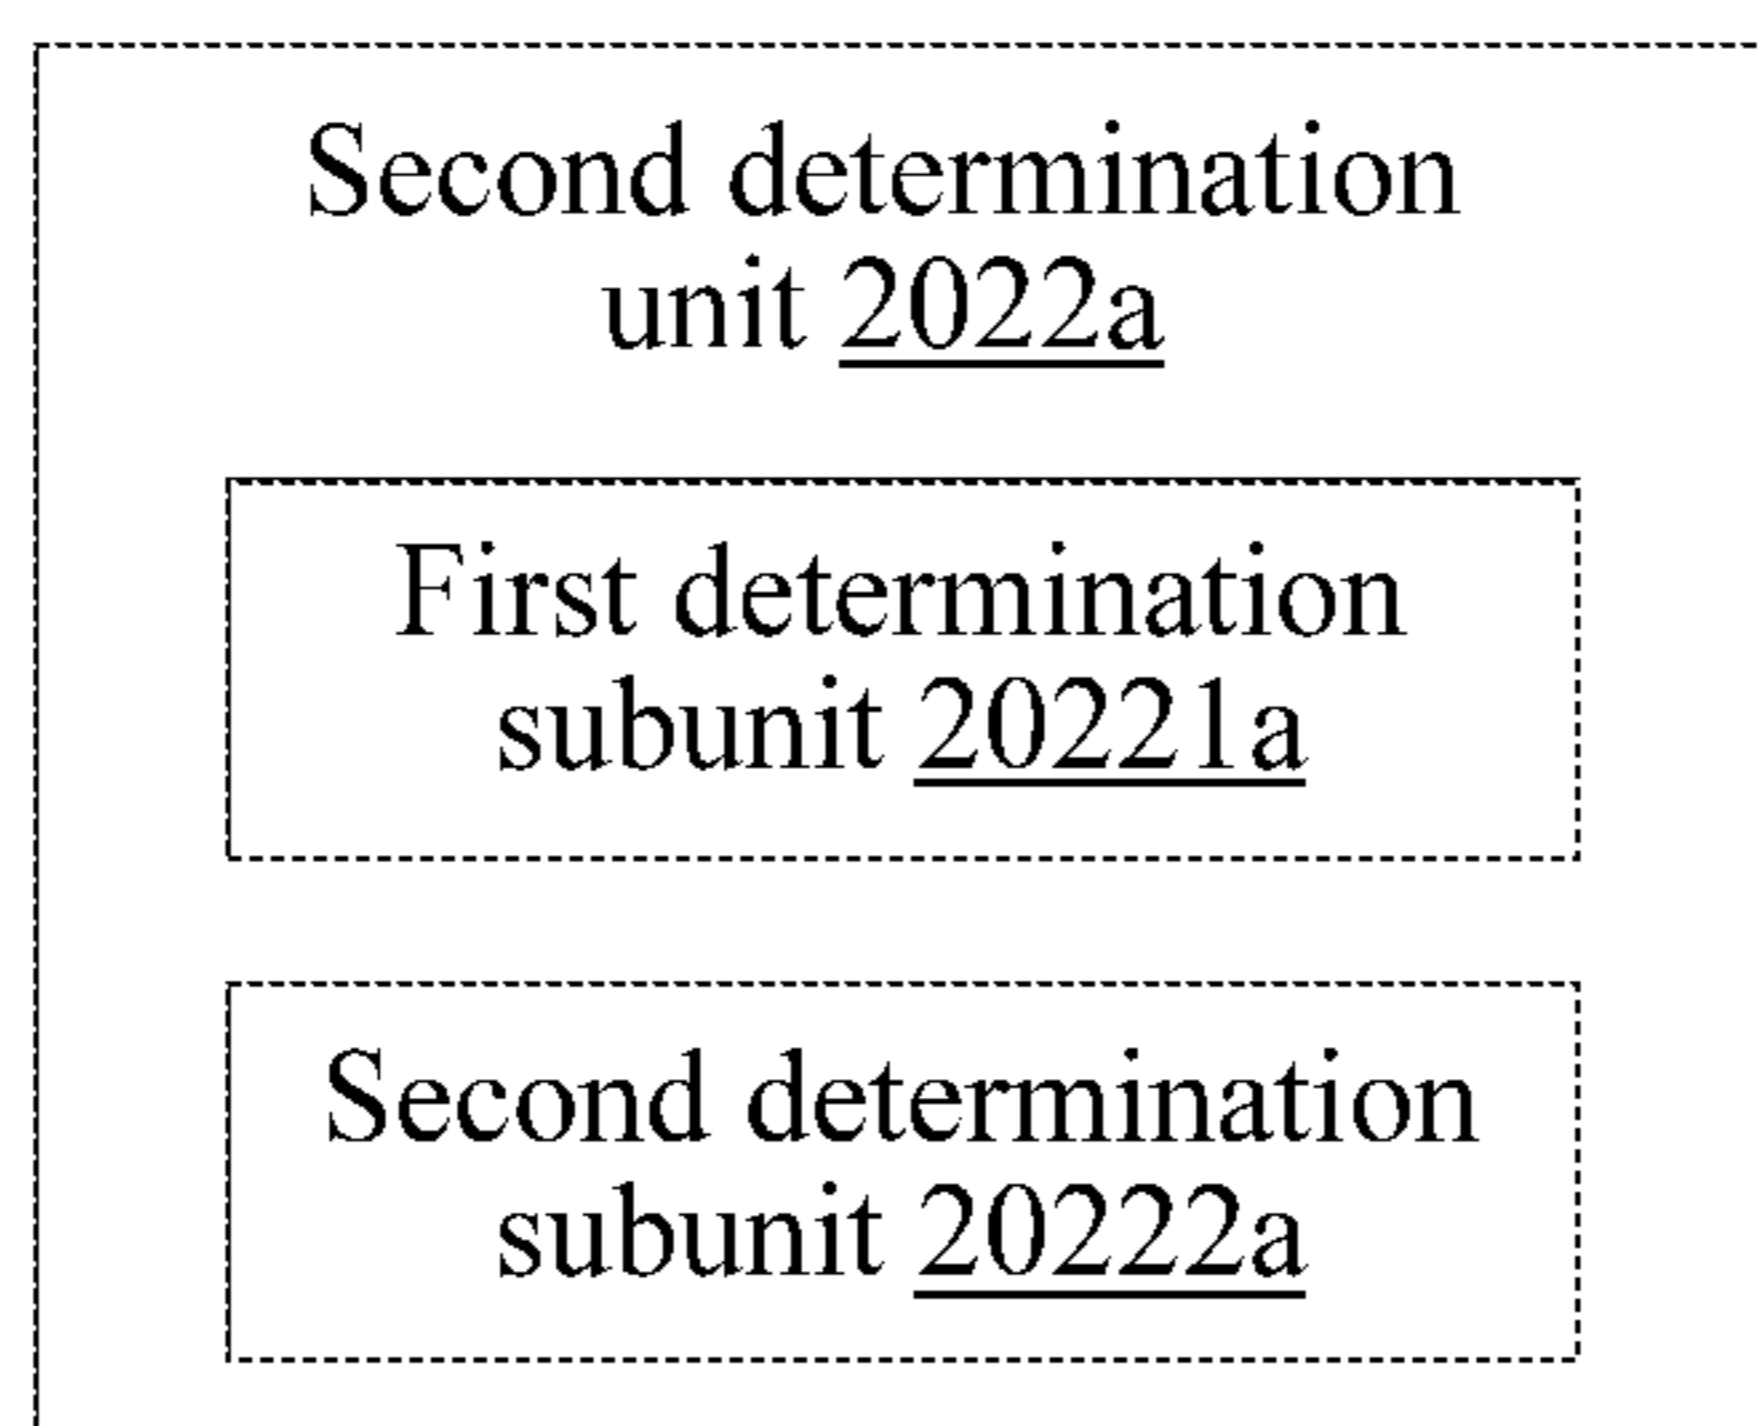 Second determination
unit 2022a
First determination
subunit 20221a
Second determination
subunit 20222a